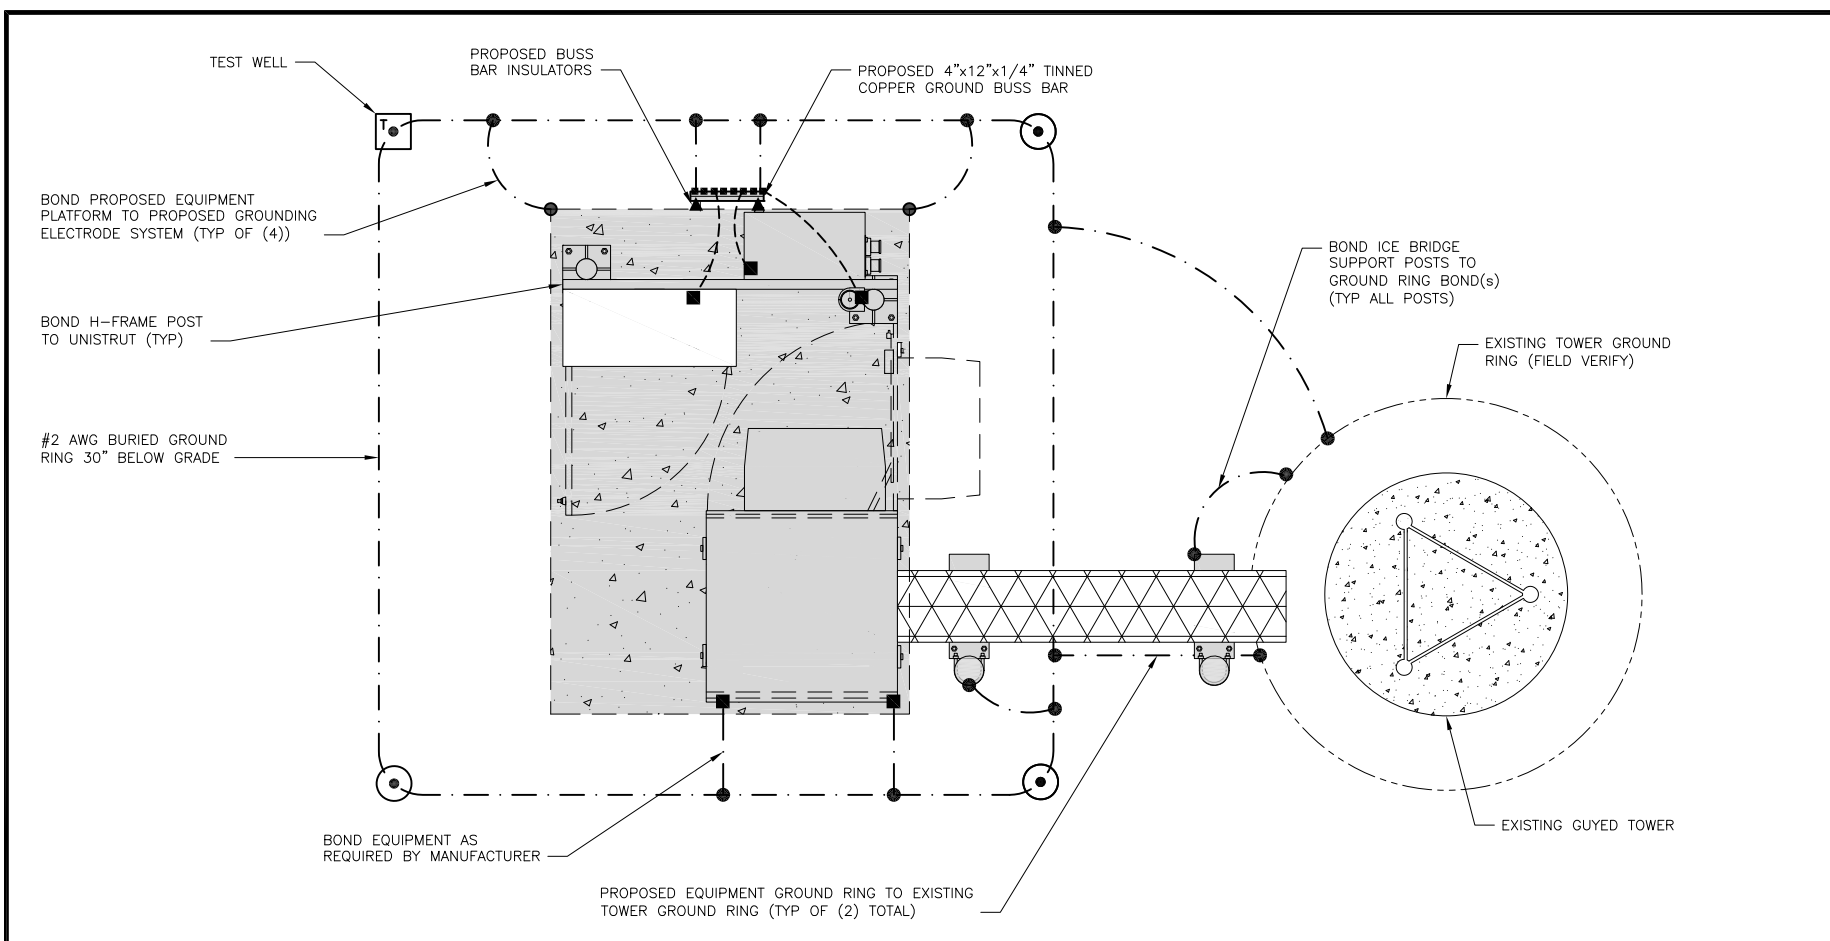 TEST WELL
PROPOSED BUSS
BAR INSULATORS
PROPOSED 4"x12"x1/4" TINNED
COPPER GROUND BUSS BAR
T
BOND PROPOSED EQUIPMENT
PLATFORM TO PROPOSED GROUNDING
ELECTRODE SYSTEM (TYP OF (4))
BOND ICE BRIDGE
SUPPORT POSTS TO
GROUND RING BOND(s)
(TYP ALL POSTS)
BOND H-FRAME POST
TO UNISTRUT (TYP)
EXISTING TOWER GROUND
RING (FIELD VERIFY)
#2 AWG BURIED GROUND
RING 30" BELOW GRADE
EXISTING GUYED TOWER
BOND EQUIPMENT AS
REQUIRED BY MANUFACTURER
PROPOSED EQUIPMENT GROUND RING TO EXISTING
TOWER GROUND RING (TYP OF (2) TOTAL)